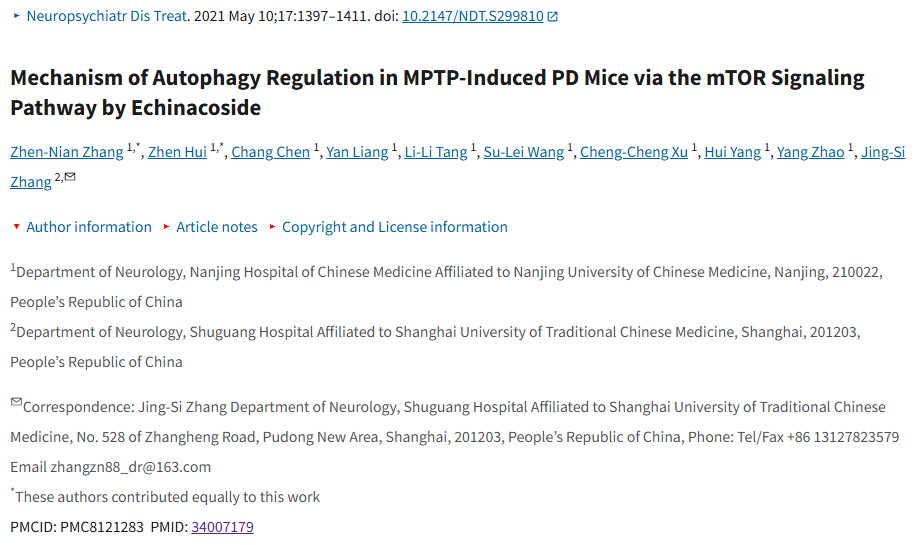 ▸ Neuropsychiatr Dis Treat. 2021 May 10;17:1397–1411. doi: 10.2147/NDT.S299810
Mechanism of Autophagy Regulation in MPTP-Induced PD Mice via the mTOR Signaling
Pathway by Echinacoside
Zhen-Nian Zhang 1,*, Zhen Hui 1,*, Chang Chen 1, Yan Liang 1, Li-Li Tang 1, Su-Lei Wang 1, Cheng-Cheng Xu 1, Hui Yang 1, Yang Zhao 1, Jing-Si
Zhang 2,✉
▾ Author information ▸ Article notes ▸ Copyright and License information
1Department of Neurology, Nanjing Hospital of Chinese Medicine Affiliated to Nanjing University of Chinese Medicine, Nanjing, 210022,
People’s Republic of China
2Department of Neurology, Shuguang Hospital Affiliated to Shanghai University of Traditional Chinese Medicine, Shanghai, 201203,
People’s Republic of China
✉Correspondence: Jing-Si Zhang Department of Neurology, Shuguang Hospital Affiliated to Shanghai University of Traditional Chinese
Medicine, No. 528 of Zhangheng Road, Pudong New Area, Shanghai, 201203, People’s Republic of China, Phone: Tel/Fax +86 13127823579
Email zhangzn88_dr@163.com
*These authors contributed equally to this work
PMCID: PMC8121283 PMID: 34007179